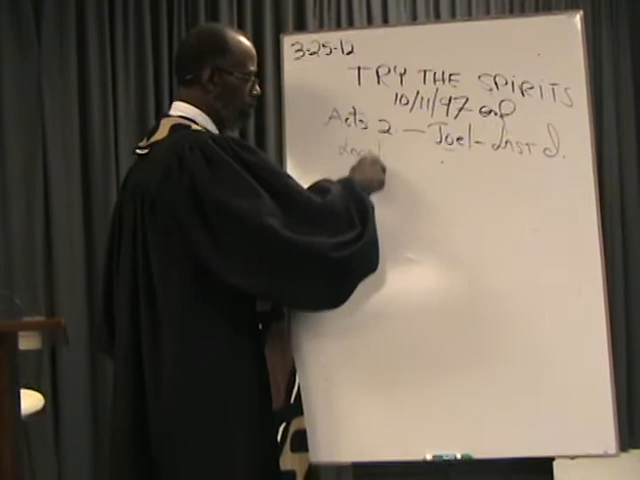 3-25-12
TRY THE SPIRITS
10/11/97-
Acts 2 - Joel - Last D.